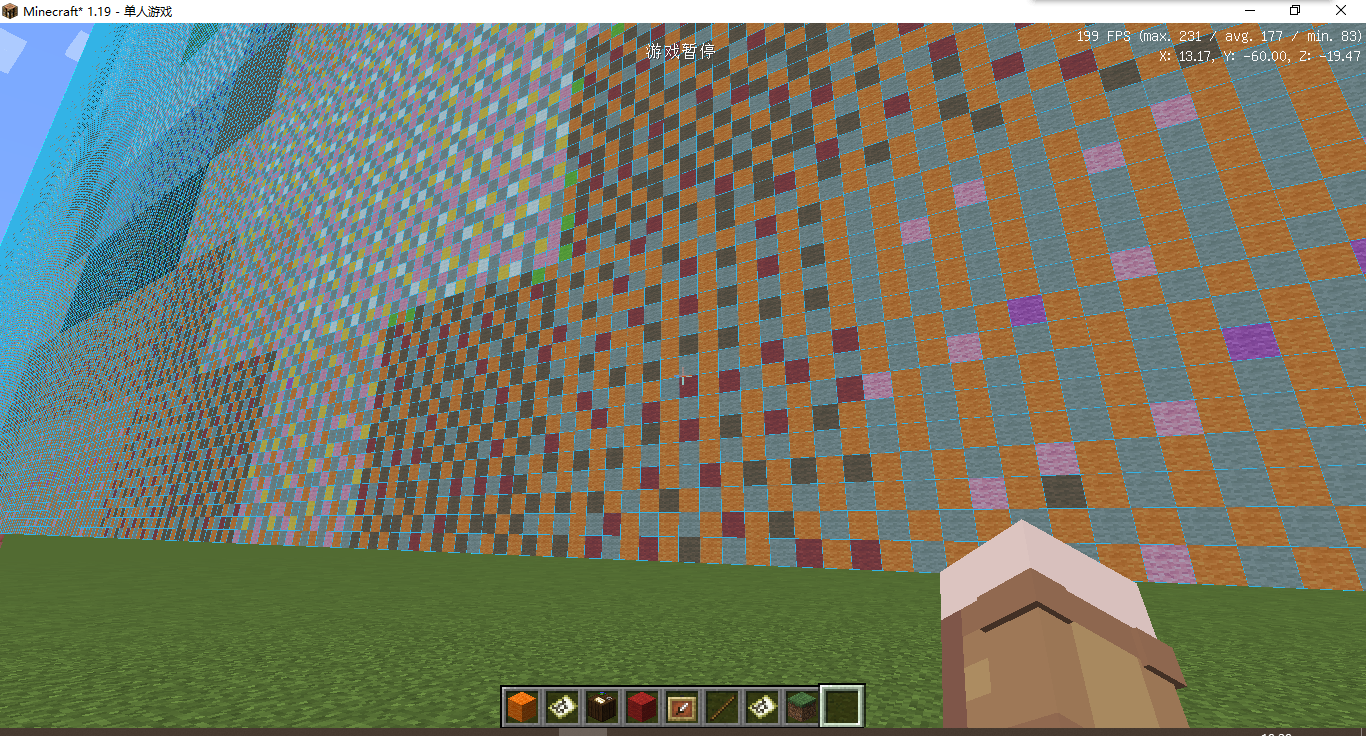 Minecraft* 1.19 - 单人游戏
游戏暂停
199 FPS (max. 231 / avg. 177 / min. 83)
X: 13.17, Y: -60.00, Z: -19.47